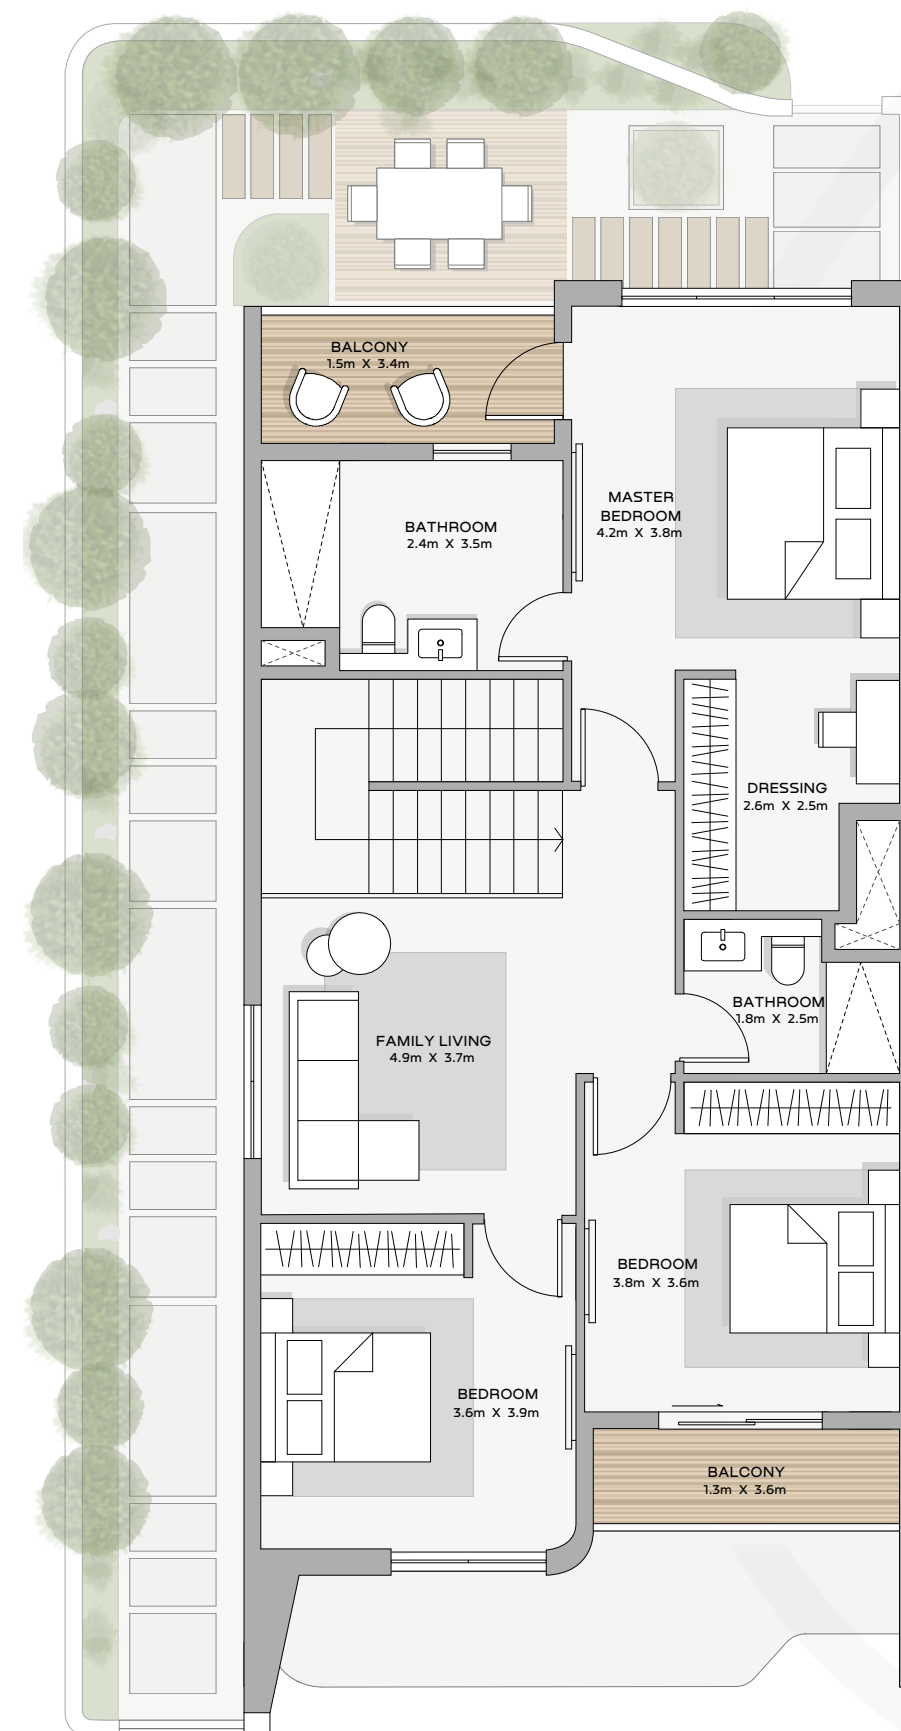 BALCONY
1.5m X 3.4m
MASTER
BEDROOM
4.2m X 3.8m
BATHROOM
2.4m X 3.5m
DRESSING
2.6m X 2.5m
BATHROOM
1.8m X 2.5m
FAMILY LIVING
4.9m X 3.7m
BEDROOM
3.8m X 3.6m
BEDROOM
3.6m X 3.9m
BALCONY
1.3m X 3.6m